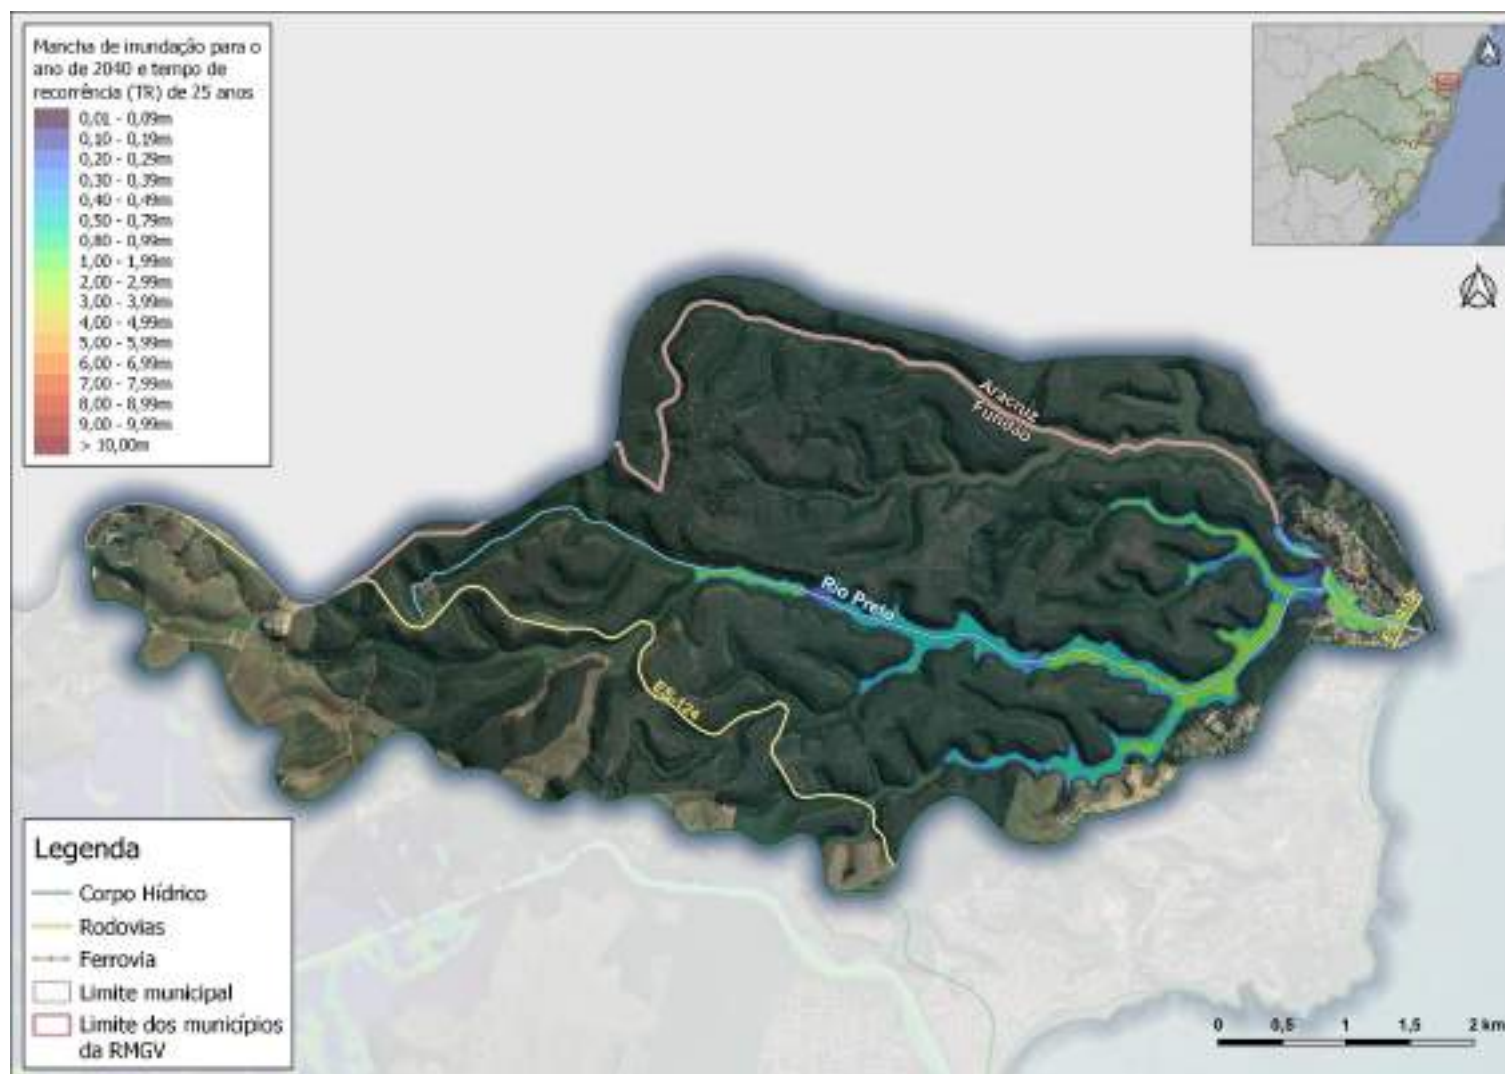 Mancha de inundação para o
ano de 2040 e tempo de
recorrência (TR) de 25 anos
0,01 - 0,09m
0,10 - 0,19m
0,20 - 0,29m
0,30 - 0,39m
0,40 - 0,49m
0,50 - 0,79m
0,80 - 0,99m
1,00 - 1,99m
2,00 - 2,99m
3,00 - 3,99m
4,00 - 4,99m
5,00 - 5,99m
6,00 - 6,99m
7,00 - 7,99m
8,00 - 8,99m
9,00 - 9,99m
> 10,00m
Aracruz
Fundão
Rio Preto
ES-124
Legenda
Corpo Hídrico
Rodovias
Ferrovia
Limite municipal
Limite dos municípios
da RMGV
0 0,5 1 1,5 2 km